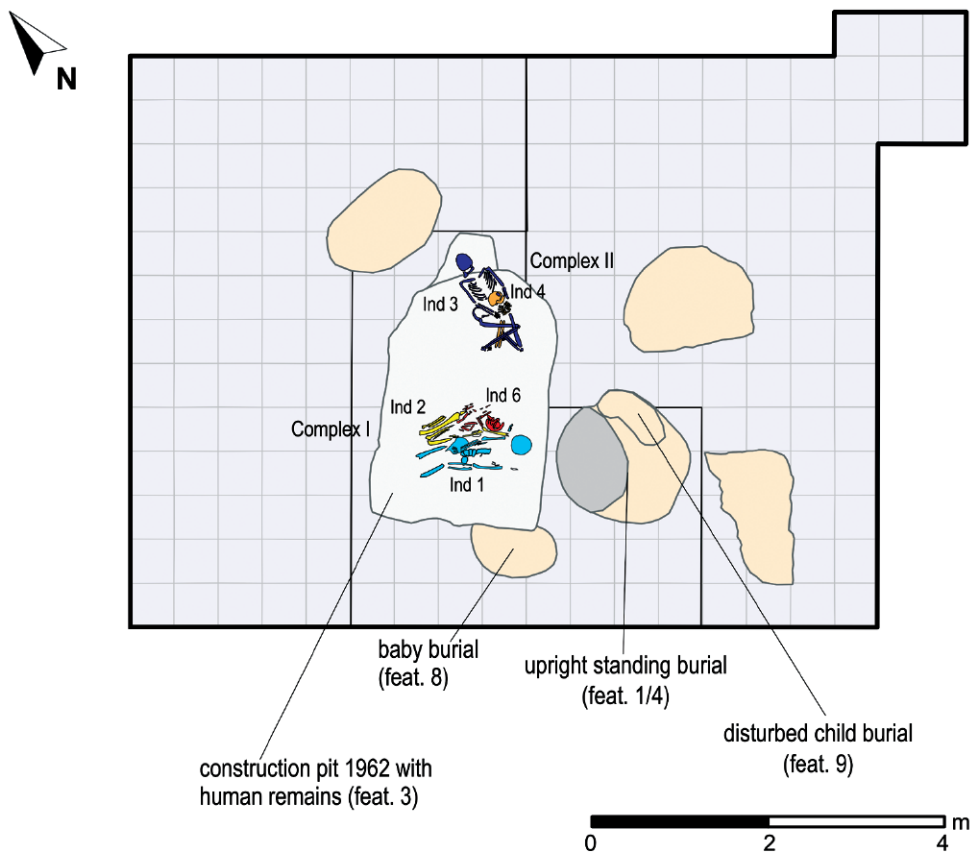 N
Complex II
Ind 3
Ind 4
Ind 2
Ind 6
Complex I
Ind 1
baby burial
(feat. 8)
upright standing burial
(feat. 1/4)
disturbed child burial
(feat. 9)
construction pit 1962 with
human remains (feat. 3)
0 2 4 m